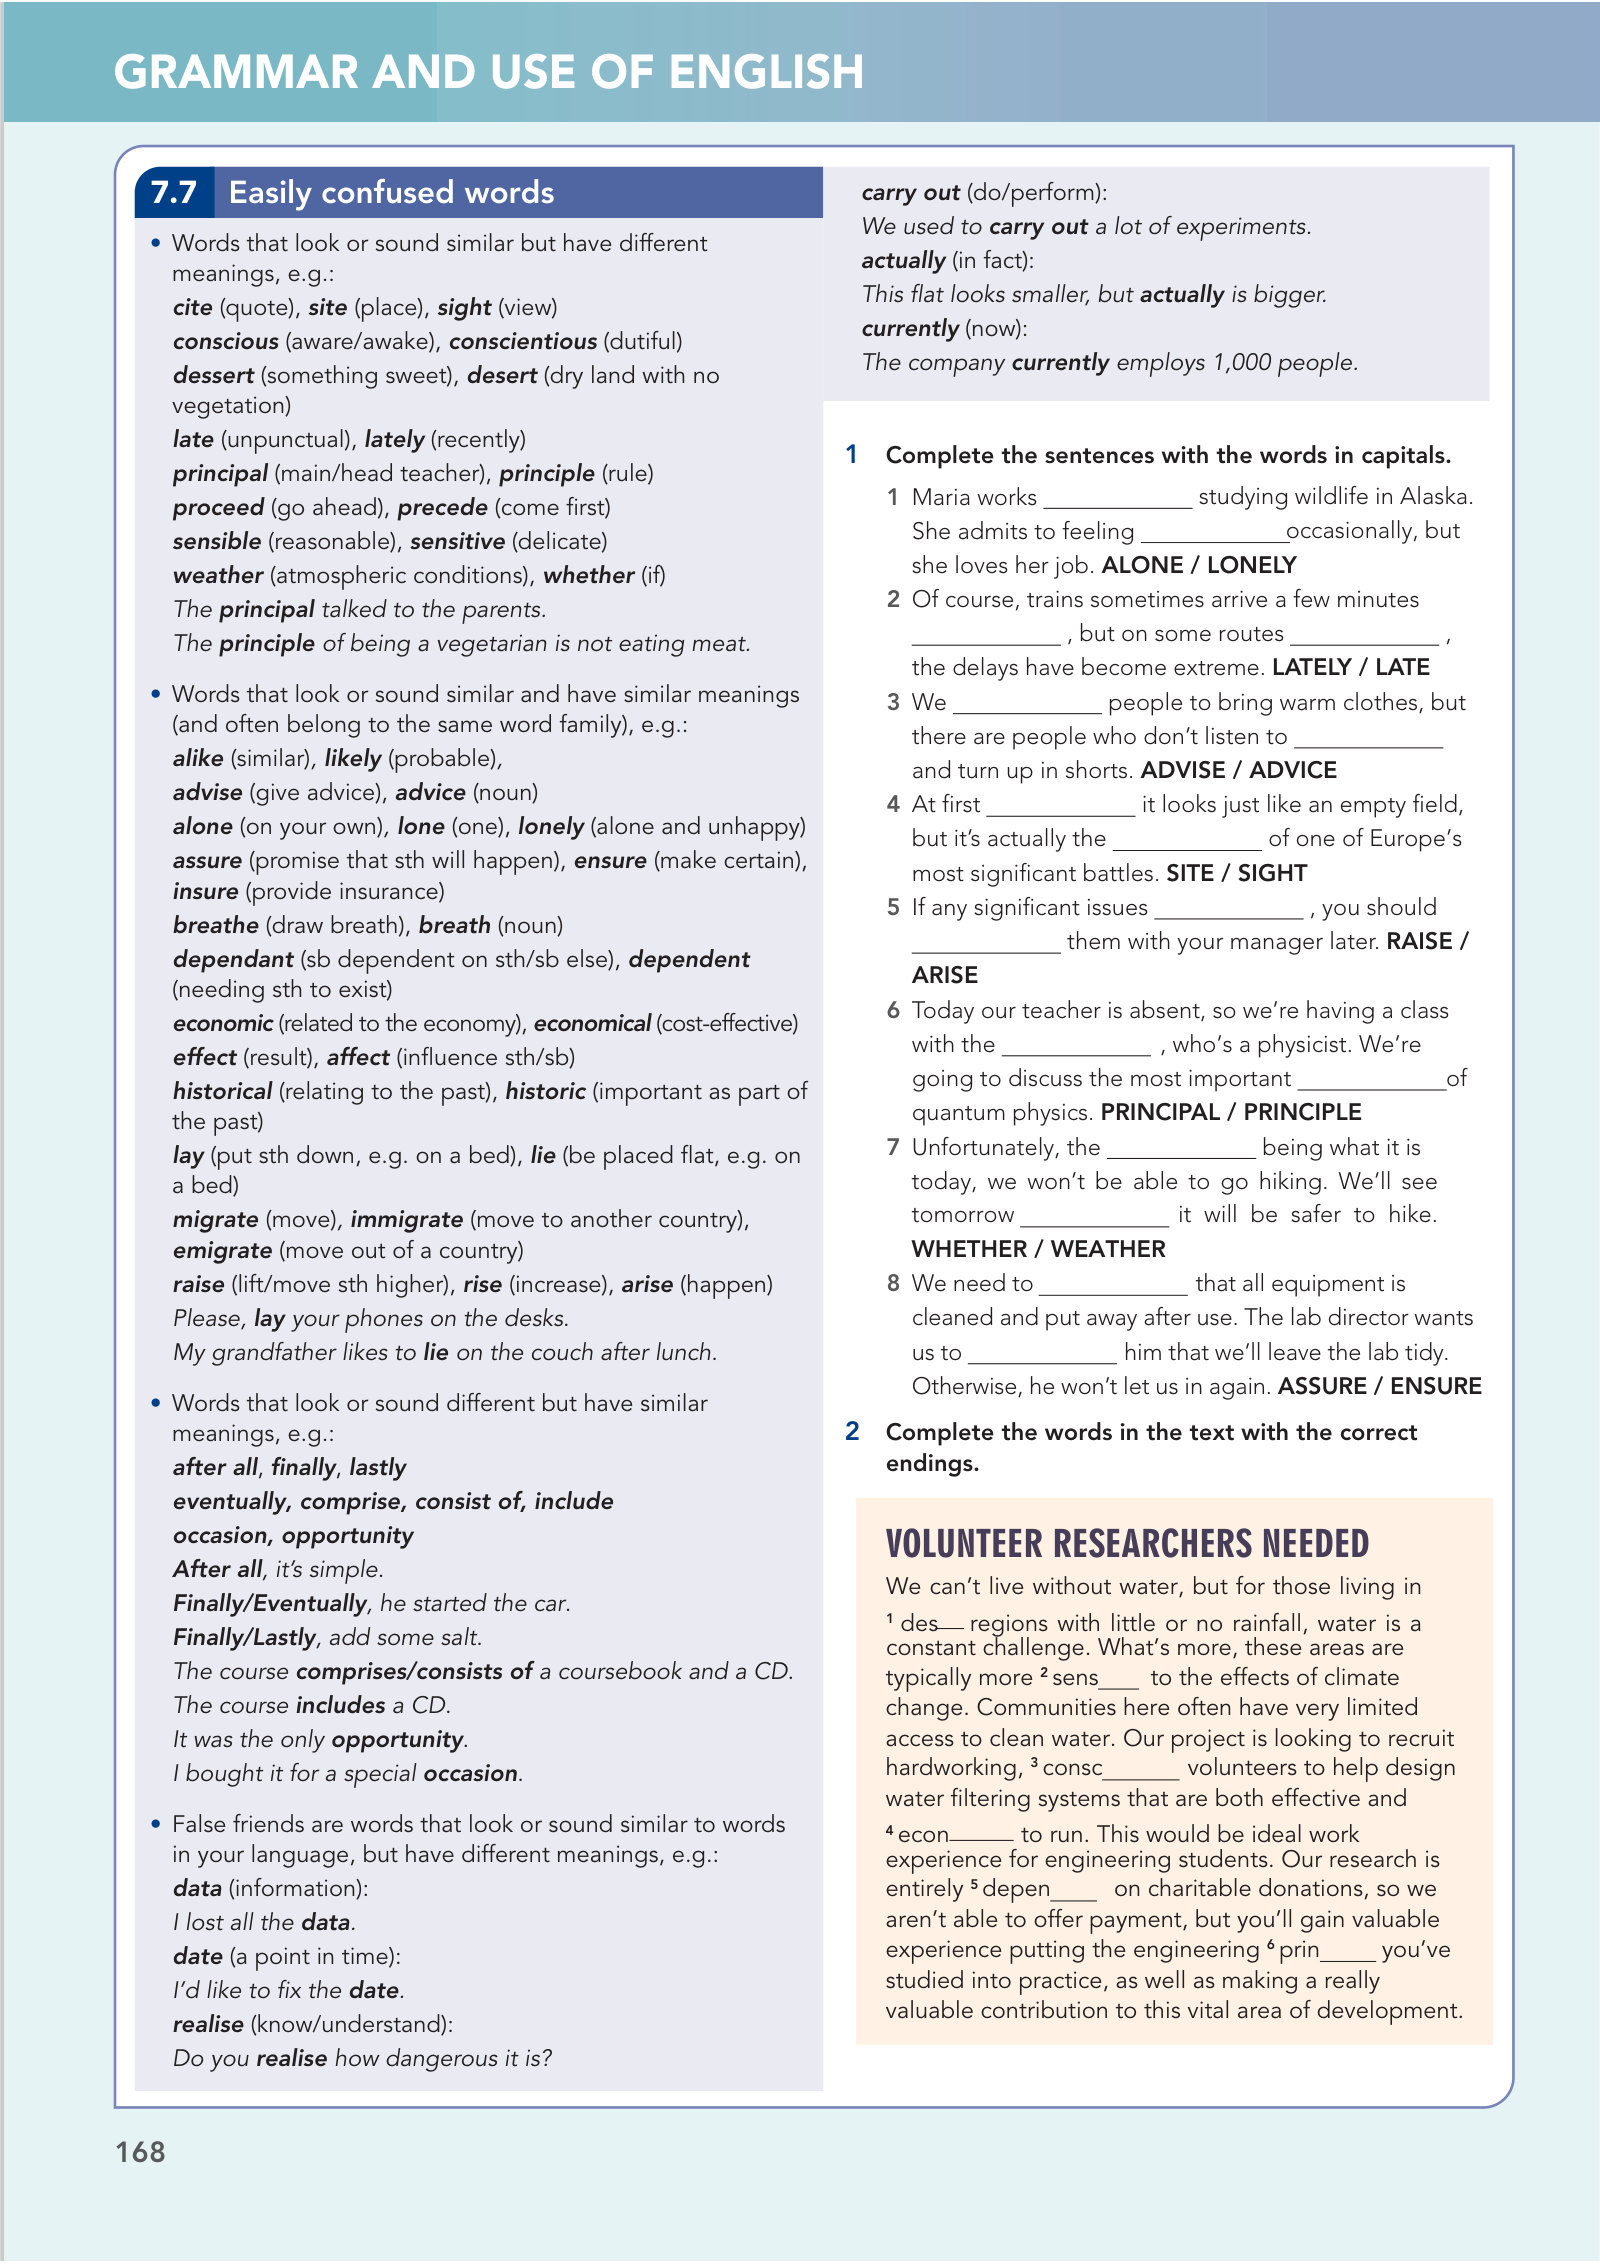 GRAMMAR AND USE OF ENGLISH
7.7 Easily confused words
• Words that look or sound similar but have different
meanings, e.g.:
cite (quote), site (place), sight (view)
conscious (aware/awake), conscientious (dutiful)
dessert (something sweet), desert (dry land with no
vegetation)
late (unpunctual), lately (recently)
principal (main/head teacher), principle (rule)
proceed (go ahead), precede (come first)
sensible (reasonable), sensitive (delicate)
weather (atmospheric conditions), whether (if)
The principal talked to the parents.
The principle of being a vegetarian is not eating meat.
• Words that look or sound similar and have similar meanings
(and often belong to the same word family), e.g.:
alike (similar), likely (probable),
advise (give advice), advice (noun)
alone (on your own), lone (one), lonely (alone and unhappy)
assure (promise that sth will happen), ensure (make certain),
insure (provide insurance)
breathe (draw breath), breath (noun)
dependant (sb dependent on sth/sb else), dependent
(needing sth to exist)
economic (related to the economy), economical (cost-effective)
effect (result), affect (influence sth/sb)
historical (relating to the past), historic (important as part of
the past)
lay (put sth down, e.g. on a bed), lie (be placed flat, e.g. on
a bed)
migrate (move), immigrate (move to another country),
emigrate (move out of a country)
raise (lift/move sth higher), rise (increase), arise (happen)
Please, lay your phones on the desks.
My grandfather likes to lie on the couch after lunch.
• Words that look or sound different but have similar
meanings, e.g.:
after all, finally, lastly
eventually, comprise, consist of, include
occasion, opportunity
After all, it's simple.
Finally/Eventually, he started the car.
Finally/Lastly, add some salt.
The course comprises/consists of a coursebook and a CD.
The course includes a CD.
It was the only opportunity.
I bought it for a special occasion.
• False friends are words that look or sound similar to words
in your language, but have different meanings, e.g.:
data (information):
I lost all the data.
date (a point in time):
I'd like to fix the date.
realise (know/understand):
Do you realise how dangerous it is?
carry out (do/perform):
We used to carry out a lot of experiments.
actually (in fact):
This flat looks smaller, but actually is bigger.
currently (now):
The company currently employs 1,000 people.
1 Complete the sentences with the words in capitals.
1 Maria works ____________ studying wildlife in Alaska.
She admits to feeling ____________occasionally, but
she loves her job. ALONE / LONELY
2 Of course, trains sometimes arrive a few minutes
____________ , but on some routes ____________ ,
the delays have become extreme. LATELY / LATE
3 We ____________ people to bring warm clothes, but
there are people who don't listen to ____________
and turn up in shorts. ADVISE / ADVICE
4 At first ____________ it looks just like an empty field,
but it's actually the ____________ of one of Europe's
most significant battles. SITE / SIGHT
5 If any significant issues ____________ , you should
____________ them with your manager later. RAISE /
ARISE
6 Today our teacher is absent, so we're having a class
with the ____________ , who's a physicist. We're
going to discuss the most important ____________of
quantum physics. PRINCIPAL / PRINCIPLE
7 Unfortunately, the ____________ being what it is
today, we won't be able to go hiking. We'll see
tomorrow ____________ it will be safer to hike.
WHETHER / WEATHER
8 We need to ____________ that all equipment is
cleaned and put away after use. The lab director wants
us to ____________ him that we'll leave the lab tidy.
Otherwise, he won't let us in again. ASSURE / ENSURE
2 Complete the words in the text with the correct
endings.
VOLUNTEER RESEARCHERS NEEDED
We can't live without water, but for those living in
1 des__ regions with little or no rainfall, water is a
constant challenge. What's more, these areas are
typically more 2 sens___ to the effects of climate
change. Communities here often have very limited
access to clean water. Our project is looking to recruit
hardworking, 3 consc______ volunteers to help design
water filtering systems that are both effective and
4 econ_____ to run. This would be ideal work
experience for engineering students. Our research is
entirely 5 depen____ on charitable donations, so we
aren't able to offer payment, but you'll gain valuable
experience putting the engineering 6 prin____ you've
studied into practice, as well as making a really
valuable contribution to this vital area of development.
168